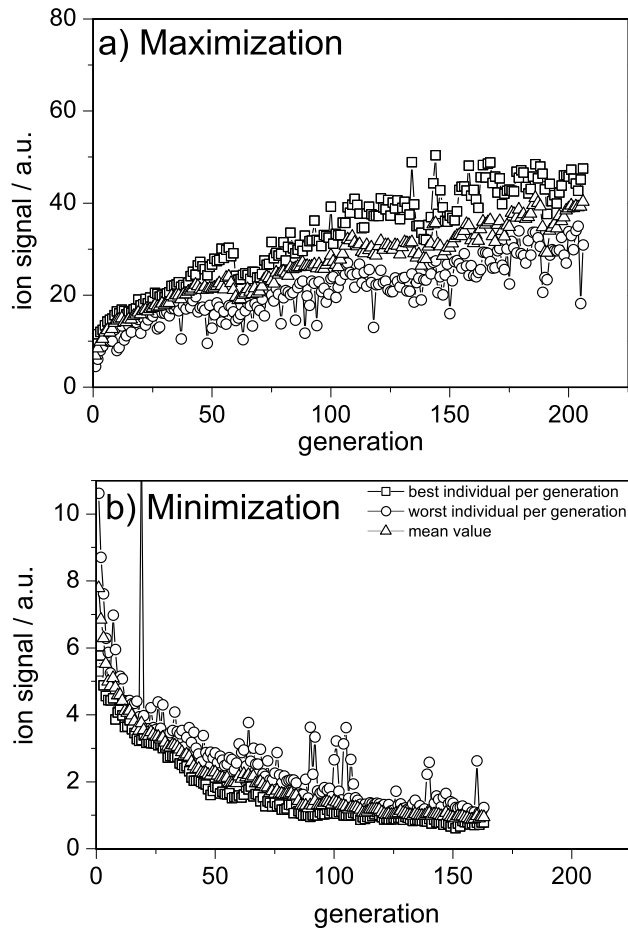 a) Maximization
80
60
40
20
0
ion signal / a.u.
0 50 100 150 200
generation
b) Minimization
best individual per generation
worst individual per generation
mean value
10
8
6
4
2
0
ion signal / a.u.
0 50 100 150 200
generation